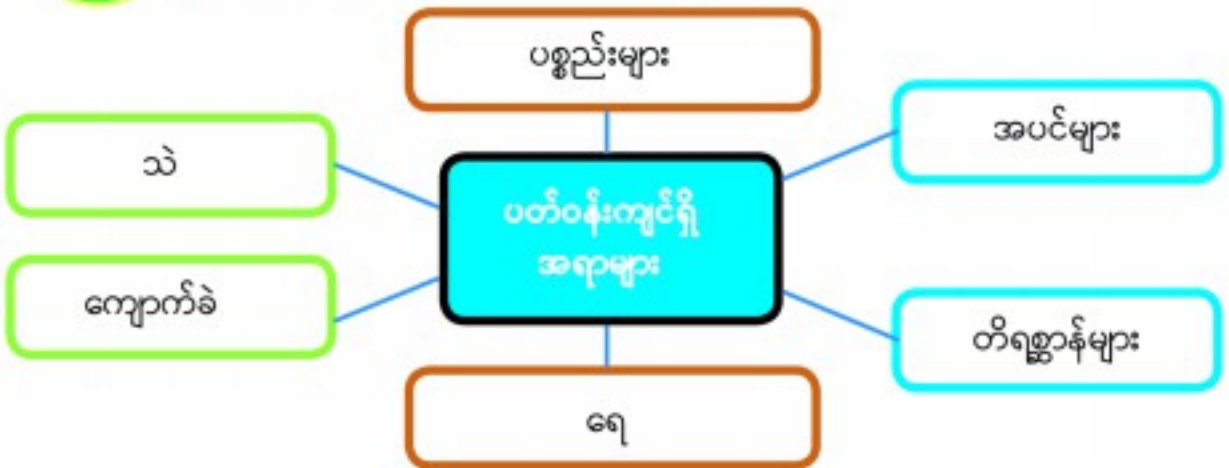 ပစ္စည်းများ
အပင်များ
သဲ
ပတ်ဝန်းကျင်ရှိ
အရာများ
ကျောက်ခဲ
တိရစ္ဆာန်များ
ရေ